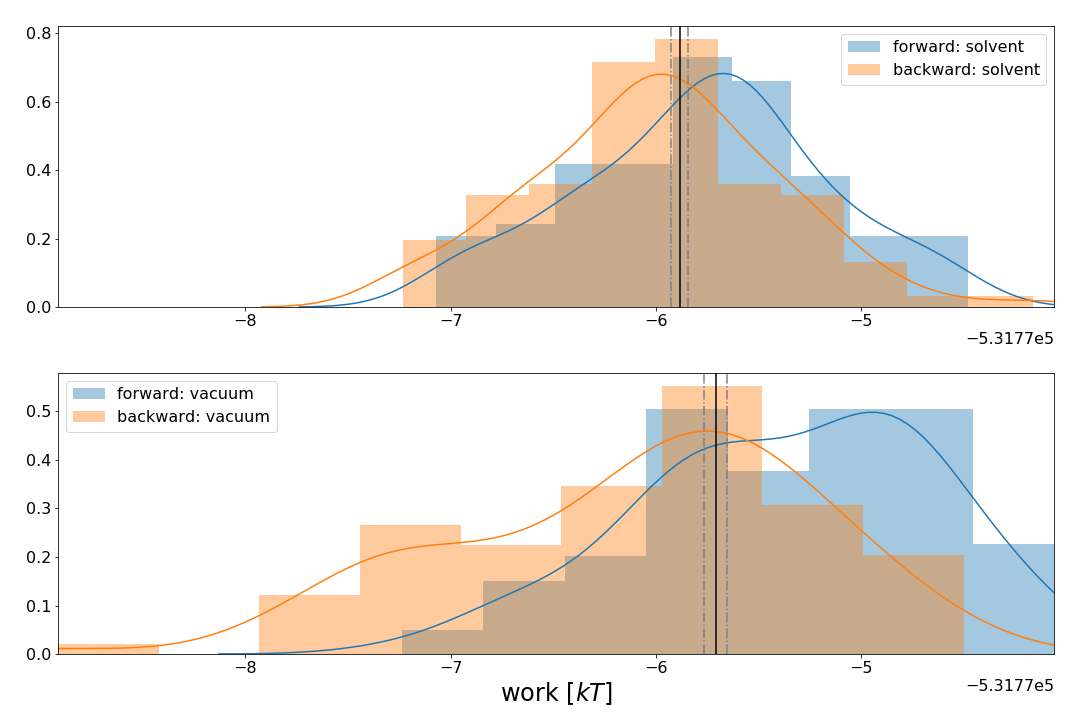 0.8
0.6
0.4
0.2
0.0
forward: solvent
backward: solvent
−8
−7
−6
−5
−5.3177e5
0.5
0.4
0.3
0.2
0.1
0.0
forward: vacuum
backward: vacuum
−8
−7
−6
−5
−5.3177e5
work [kT]